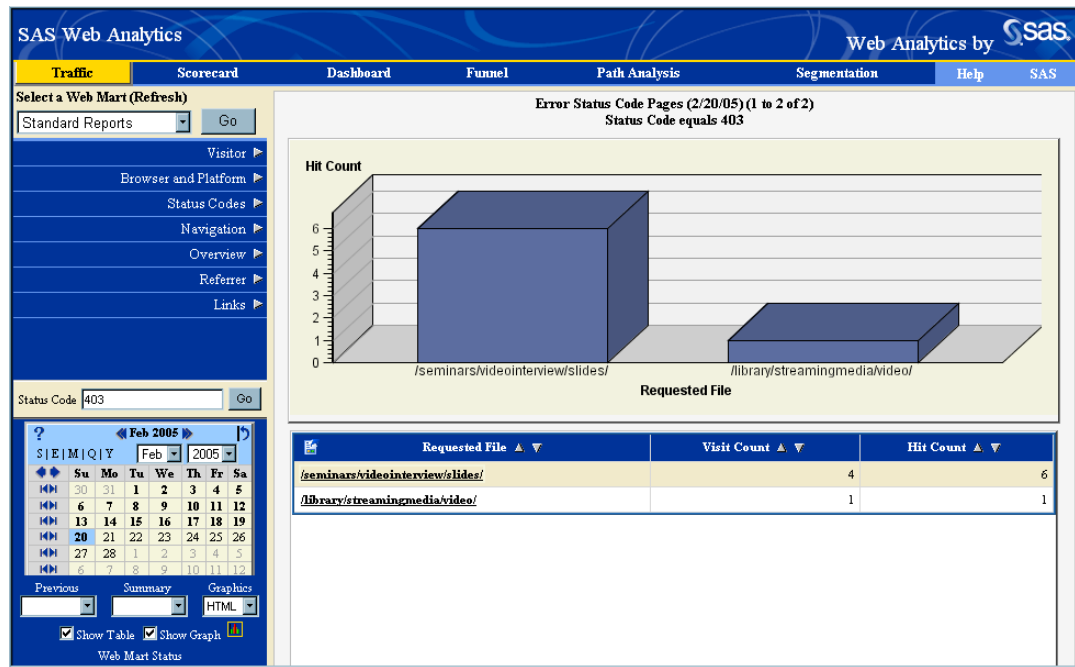 SAS Web Analytics
Web Analytics by sas.
Traffic Scorecard Dashboard Funnel Path Analysis Segmentation Help SAS
Select a Web Mart (Refresh)
Standard Reports Go
Visitor
Browser and Platform
Status Codes
Navigation
Overview
Referrer
Links
Status Code 403 Go
? Feb 2005
S | E | M | Q | Y Feb 2005
Su Mo Tu We Th Fr Sa
30 31 1 2 3 4 5
6 7 8 9 10 11 12
13 14 15 16 17 18 19
20 21 22 23 24 25 26
27 28 1 2 3 4 5
6 7 8 9 10 11 12
Previous Summary Graphics
HTML
Show Table Show Graph
Web Mart Status
Error Status Code Pages (2/20/05) (1 to 2 of 2)
Status Code equals 403
Hit Count
6
5
4
3
2
1
0
/seminars/videointerview/slides/ /library/streamingmedia/video/
Requested File
Requested File Visit Count Hit Count
/seminars/videointerview/slides/ 4 6
/library/streamingmedia/video/ 1 1